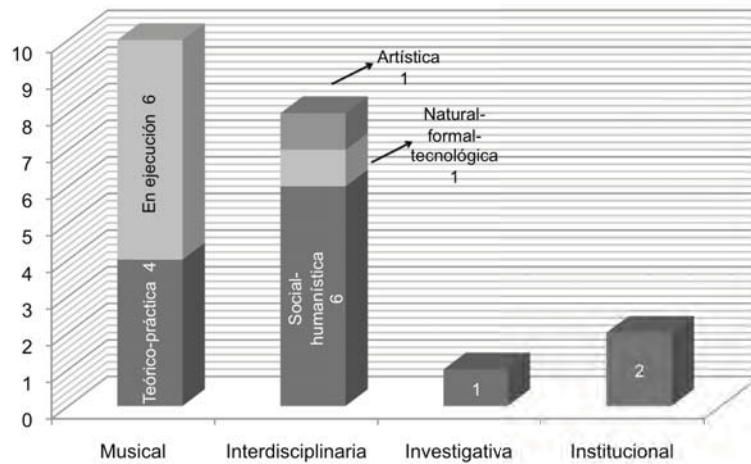 10
9
8
7
6
5
4
3
2
1
0
En ejecución 6
Teórico-práctica 4
Artística
1
Natural-
formal-
tecnológica
1
Social-
humanística
6
1
2
Musical
Interdisciplinaria
Investigativa
Institucional